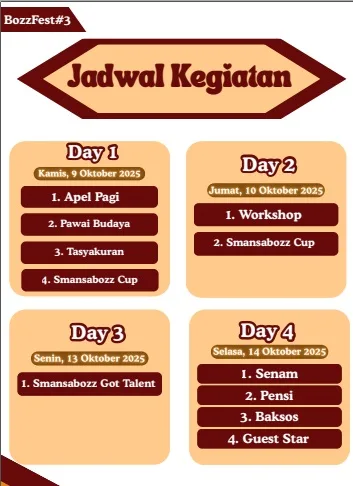 BozzFest#3
Jadwal Kegiatan
Day 1
Kamis, 9 Oktober 2025
1. Apel Pagi
2. Pawai Budaya
3. Tasyakuran
4. Smansabozz Cup
Day 2
Jumat, 10 Oktober 2025
1. Workshop
2. Smansabozz Cup
Day 3
Senin, 13 Oktober 2025
1. Smansabozz Got Talent
Day 4
Selasa, 14 Oktober 2025
1. Senam
2. Pensi
3. Baksos
4. Guest Star